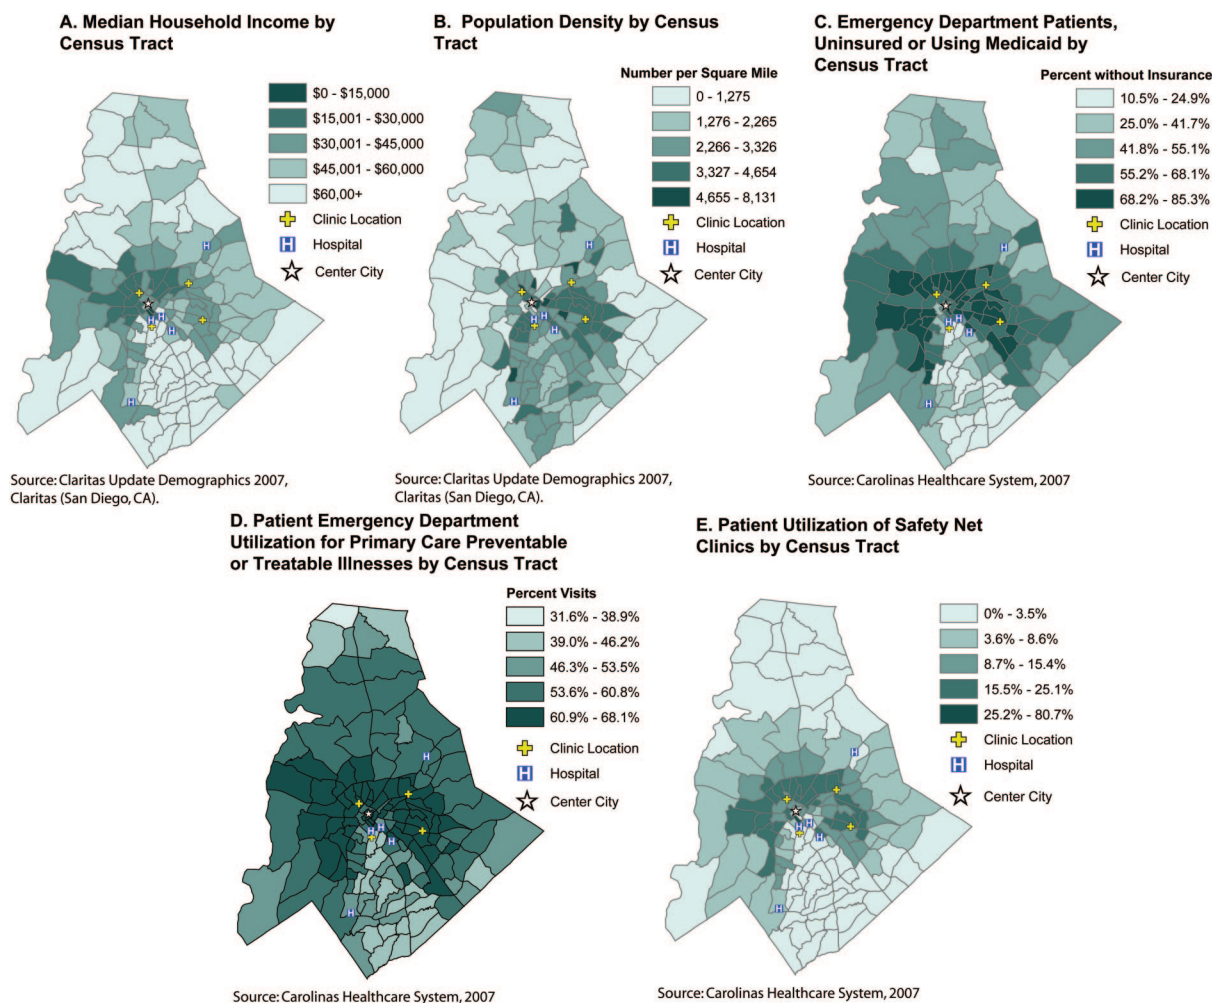 A. Median Household Income by
Census Tract
$0 - $15,000
$15,001 - $30,000
$30,001 - $45,000
$45,001 - $60,000
$60,00+
Clinic Location
H Hospital
Center City
H
H
H
H
H
Source: Claritas Update Demographics 2007,
Claritas (San Diego, CA).
B. Population Density by Census
Tract
Number per Square Mile
0 - 1,275
1,276 - 2,265
2,266 - 3,326
3,327 - 4,654
4,655 - 8,131
Clinic Location
H Hospital
Center City
H
H
H
H
H
Source: Claritas Update Demographics 2007,
Claritas (San Diego, CA).
C. Emergency Department Patients,
Uninsured or Using Medicaid by
Census Tract
Percent without Insurance
10.5% - 24.9%
25.0% - 41.7%
41.8% - 55.1%
55.2% - 68.1%
68.2% - 85.3%
Clinic Location
H Hospital
Center City
H
H
H
H
H
Source: Carolinas Healthcare System, 2007
D. Patient Emergency Department
Utilization for Primary Care Preventable
or Treatable Illnesses by Census Tract
Percent Visits
31.6% - 38.9%
39.0% - 46.2%
46.3% - 53.5%
53.6% - 60.8%
60.9% - 68.1%
Clinic Location
H Hospital
Center City
H
H
H
H
H
Source: Carolinas Healthcare System, 2007
E. Patient Utilization of Safety Net
Clinics by Census Tract
0% - 3.5%
3.6% - 8.6%
8.7% - 15.4%
15.5% - 25.1%
25.2% - 80.7%
Clinic Location
H Hospital
Center City
H
H
H
H
H
Source: Carolinas Healthcare System, 2007